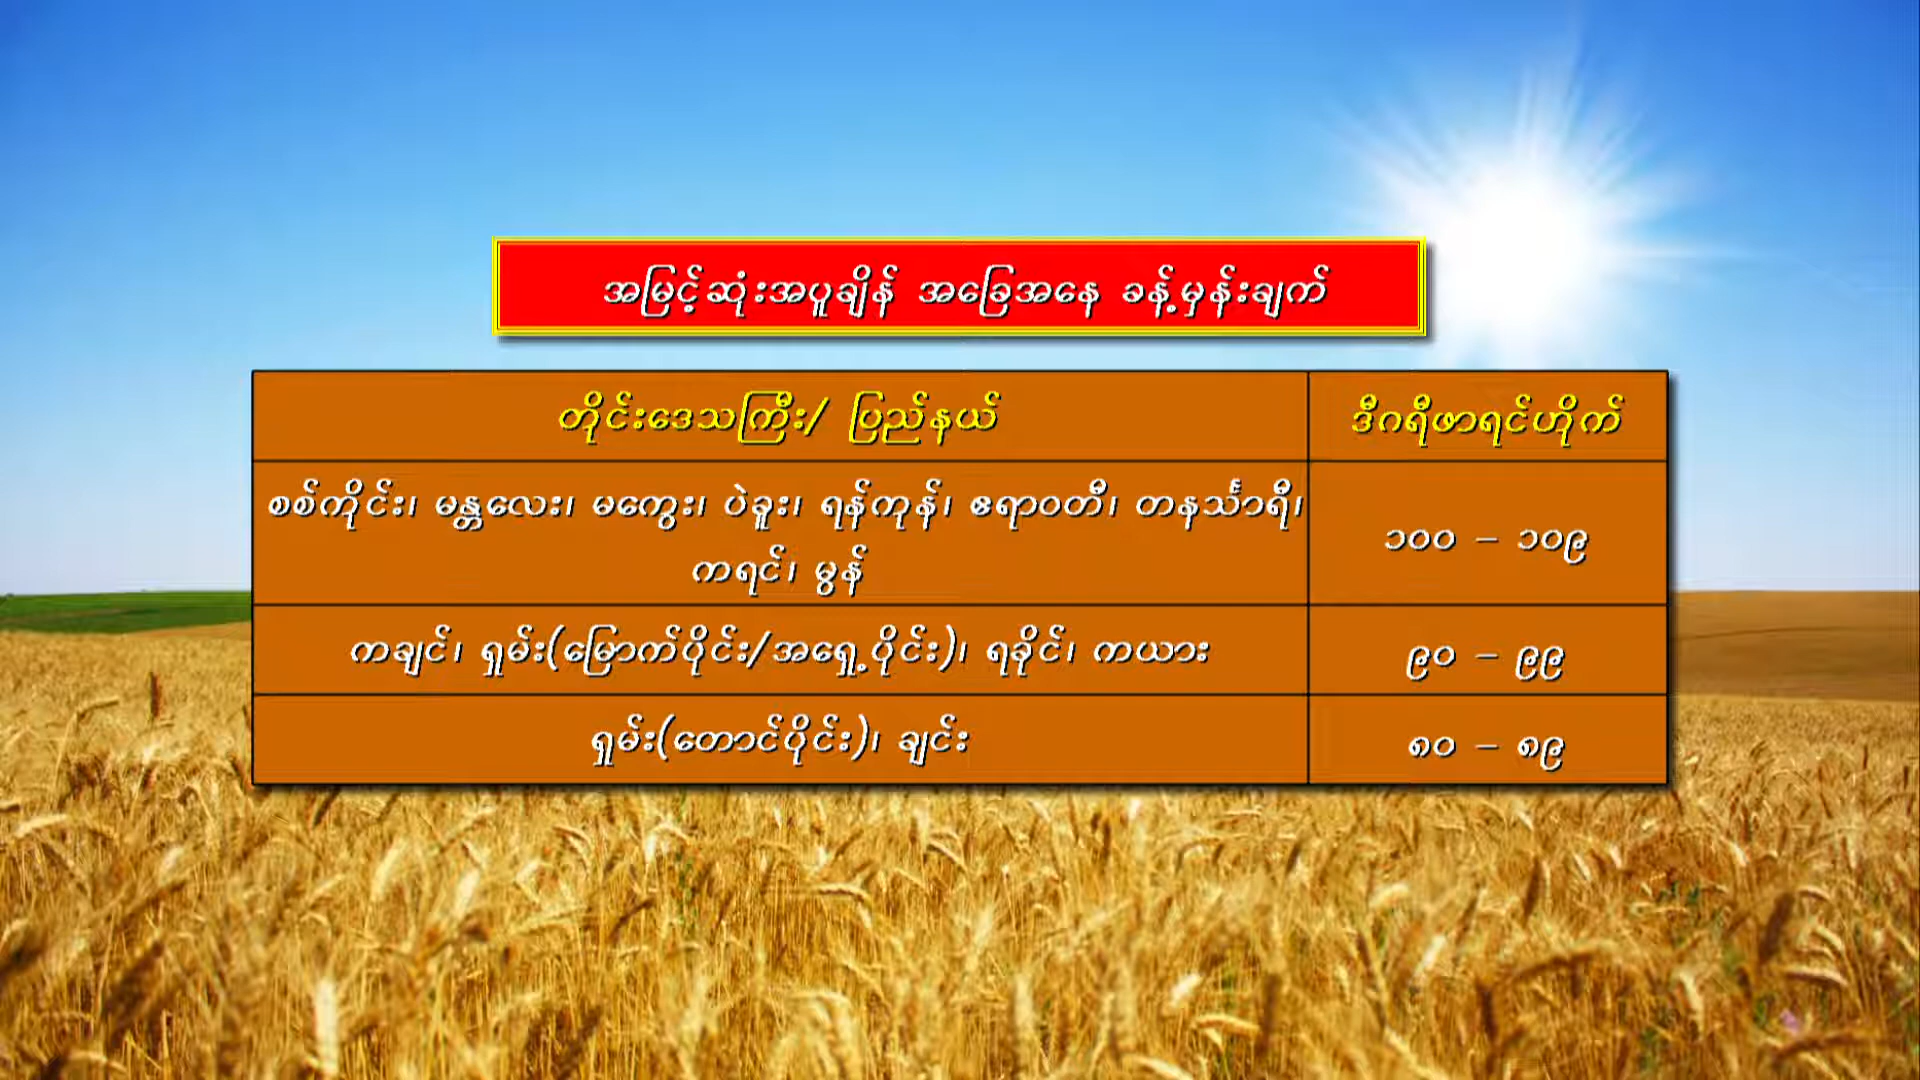 အမြင့်ဆုံးအပူချိန် အခြေအနေ ခန့်မှန်းချက်
တိုင်းဒေသကြီး/ ပြည်နယ်
ဒီဂရီဖာရင်ဟိုက်
စစ်ကိုင်း၊ မန္တလေး၊ မကွေး၊ ပဲခူး၊ ရန်ကုန်၊ ဧရာဝတီ၊ တနင်္သာရီ၊
ကရင်၊ မွန်
၁၀၀ – ၁၀၉
ကချင်၊ ရှမ်း(မြောက်ပိုင်း/အရှေ့ပိုင်း)၊ ရခိုင်၊ ကယား
၉၀ – ၉၉
ရှမ်း(တောင်ပိုင်း)၊ ချင်း
၈၀ – ၈၉